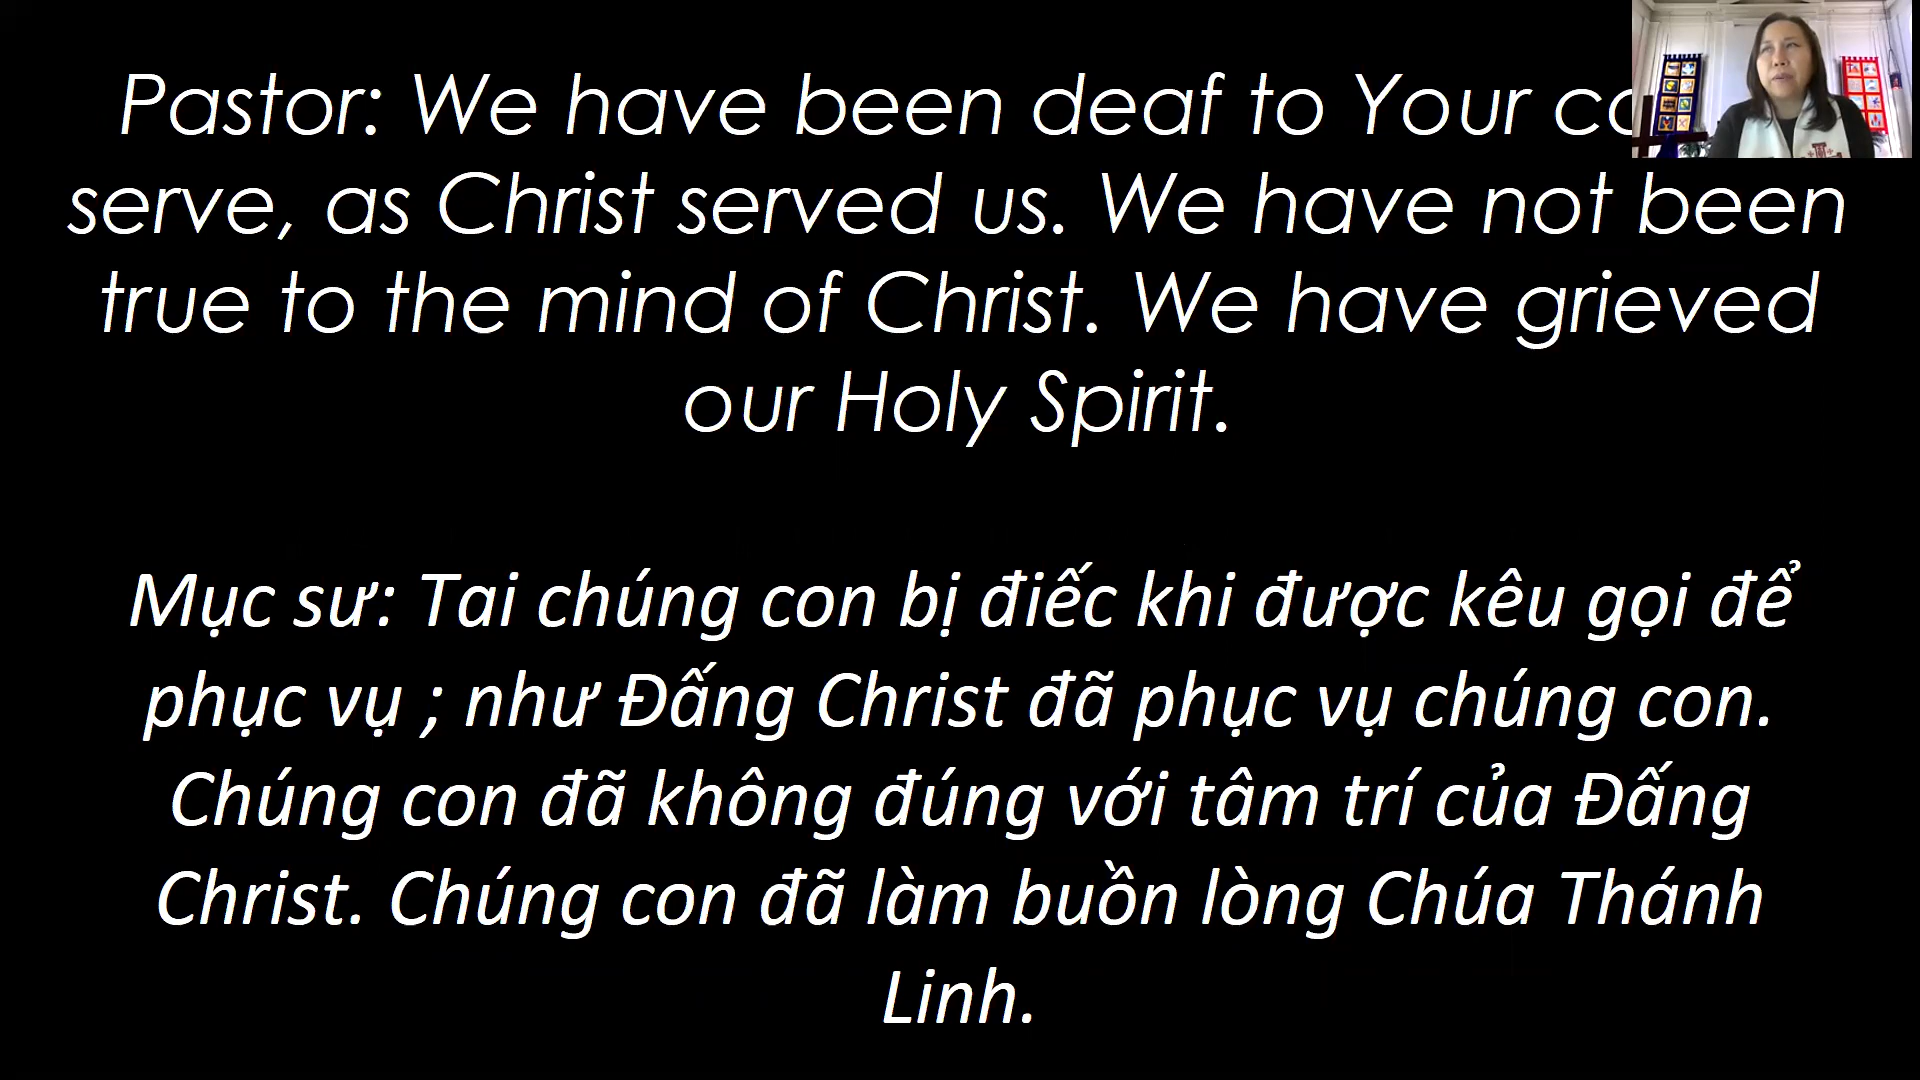 Pastor: We have been deaf to Your
serve, as Christ served us. We have not been
true to the mind of Christ. We have grieved
our Holy Spirit.
Mục sư: Tai chúng con bị điếc khi được kêu gọi để
phục vụ ; như Đấng Christ đã phục vụ chúng con.
Chúng con đã không đúng với tâm trí của Đấng
Christ. Chúng con đã làm buồn lòng Chúa Thánh
Linh.